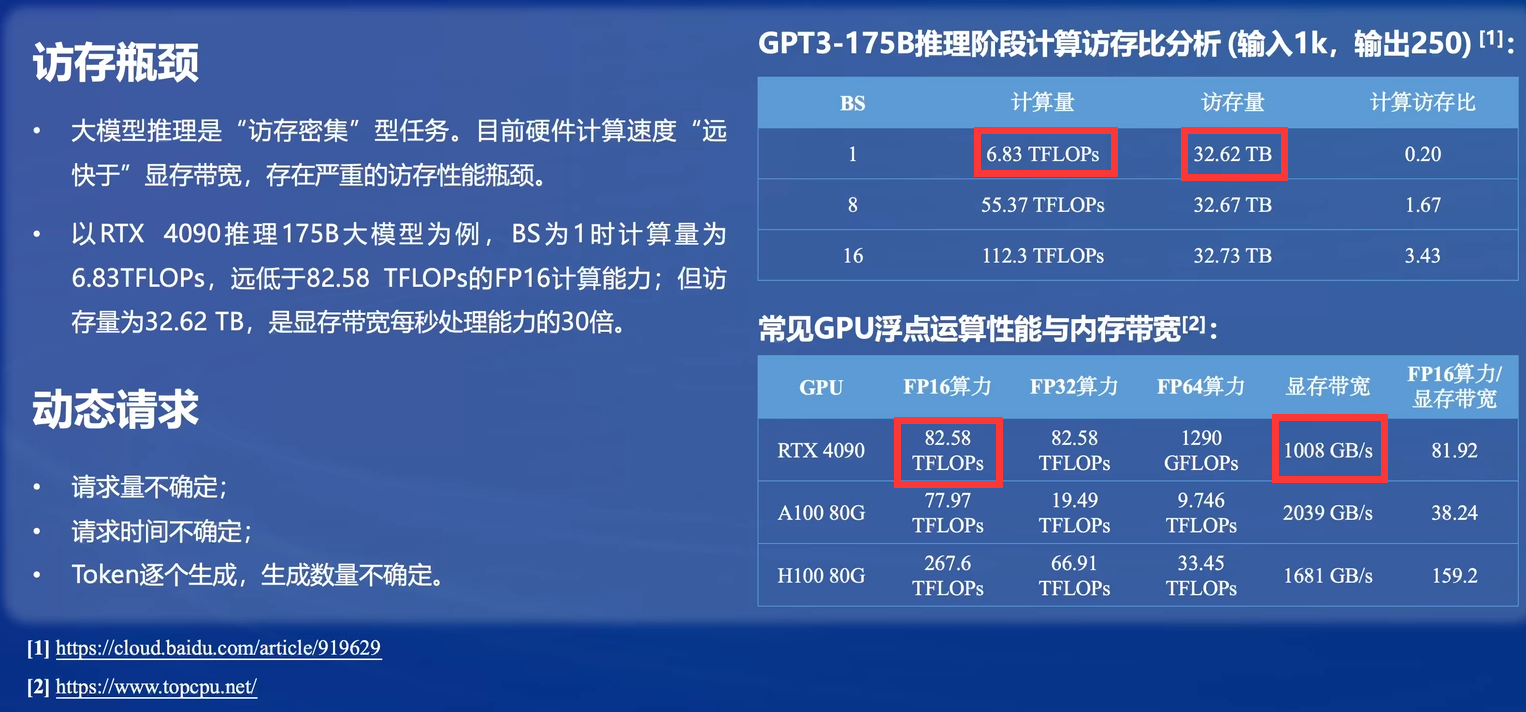 访存瓶颈
• 大模型推理是“访存密集”型任务。目前硬件计算速度“远
快于”显存带宽，存在严重的访存性能瓶颈。
• 以RTX 4090推理175B大模型为例，BS为1时计算量为
6.83TFLOPs，远低于82.58 TFLOPs的FP16计算能力；但访
存量为32.62 TB，是显存带宽每秒处理能力的30倍。
动态请求
• 请求量不确定；
• 请求时间不确定；
• Token逐个生成，生成数量不确定。
GPT3-175B推理阶段计算访存比分析 (输入1k，输出250) [1]：
BS 计算量 访存量 计算访存比
1 6.83 TFLOPs 32.62 TB 0.20
8 55.37 TFLOPs 32.67 TB 1.67
16 112.3 TFLOPs 32.73 TB 3.43
常见GPU浮点运算性能与内存带宽[2]：
GPU FP16算力 FP32算力 FP64算力 显存带宽 FP16算力/
显存带宽
RTX 4090 82.58 82.58 1290 1008 GB/s 81.92
TFLOPs TFLOPs GFLOPs
A100 80G 77.97 19.49 9.746 2039 GB/s 38.24
TFLOPs TFLOPs TFLOPs
H100 80G 267.6 66.91 33.45 1681 GB/s 159.2
TFLOPs TFLOPs TFLOPs
[1] https://cloud.baidu.com/article/919629
[2] https://www.topcpu.net/